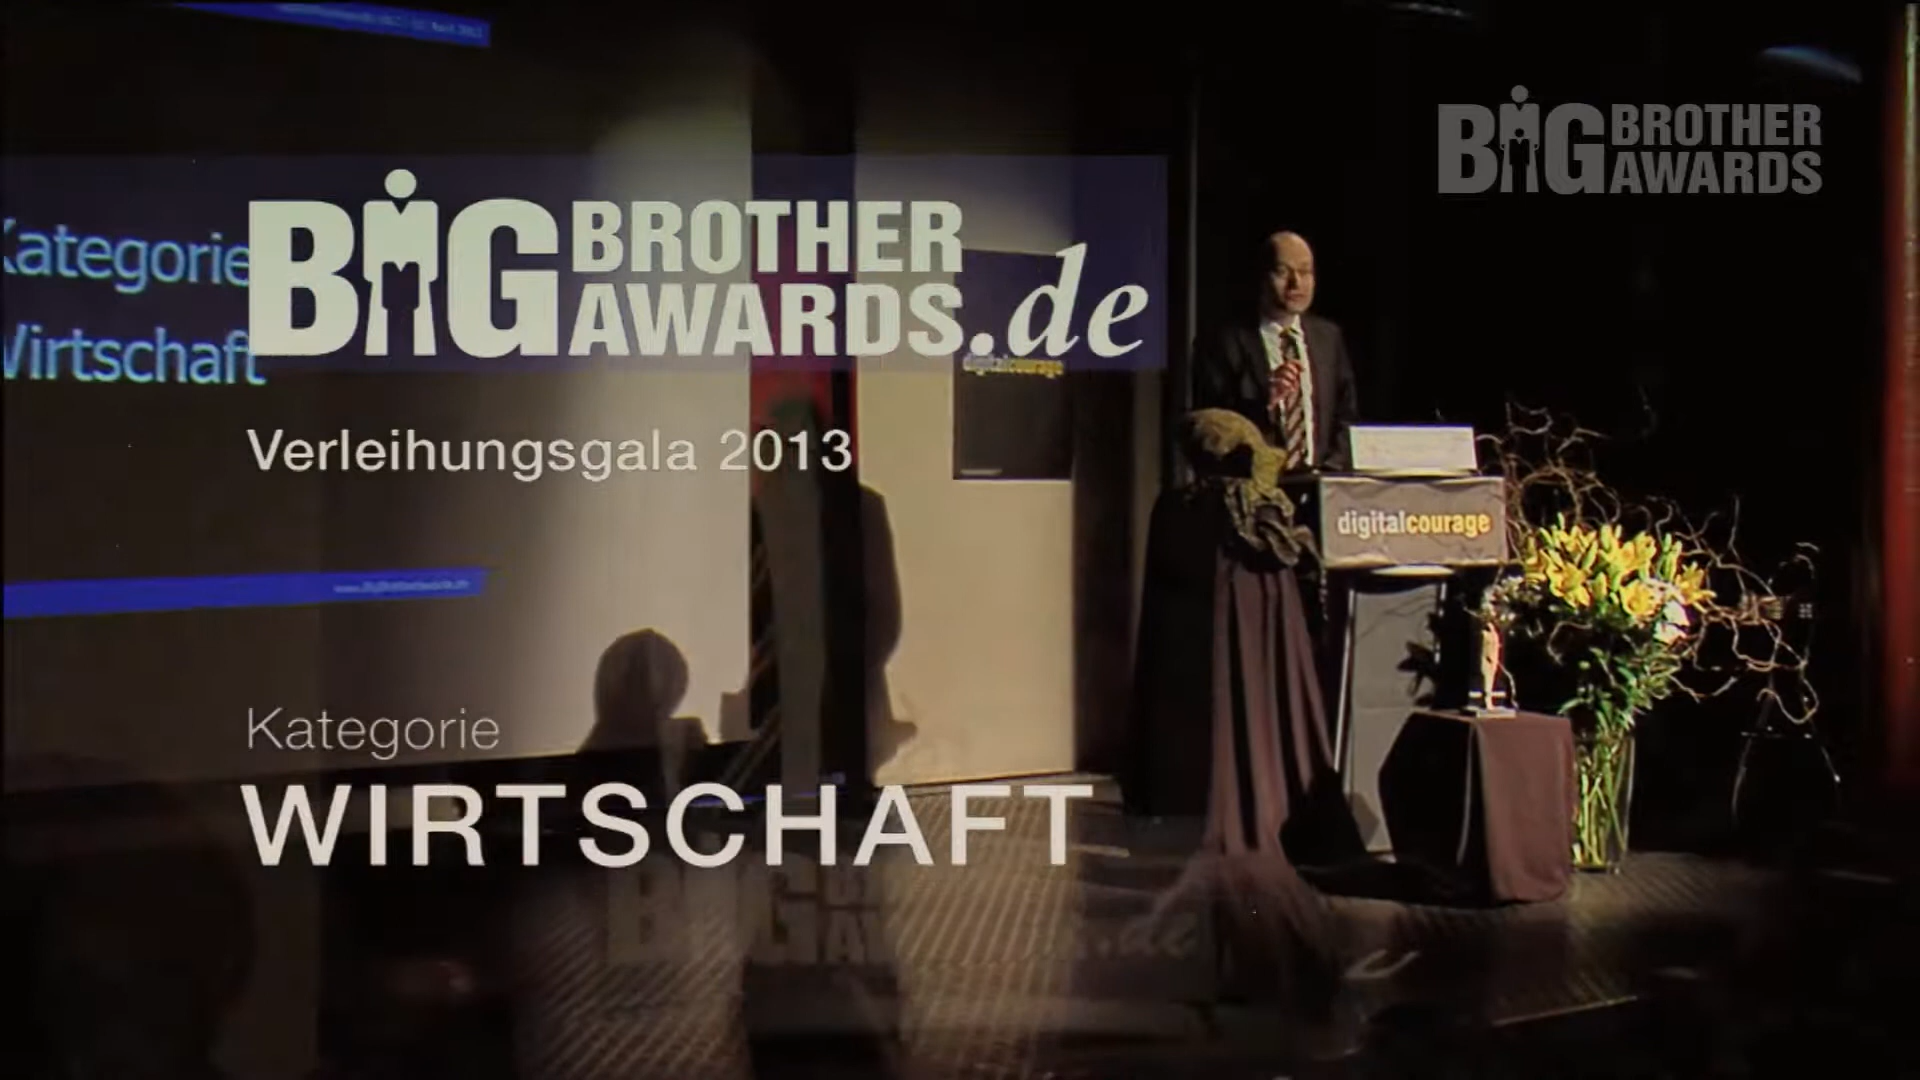 BIG BROTHER AWARDS
Kategorie
Wirtschaft
BIG BROTHER AWARDS.de
digitalcourage
Verleihungsgala 2013
digitalcourage
Kategorie
WIRTSCHAFT